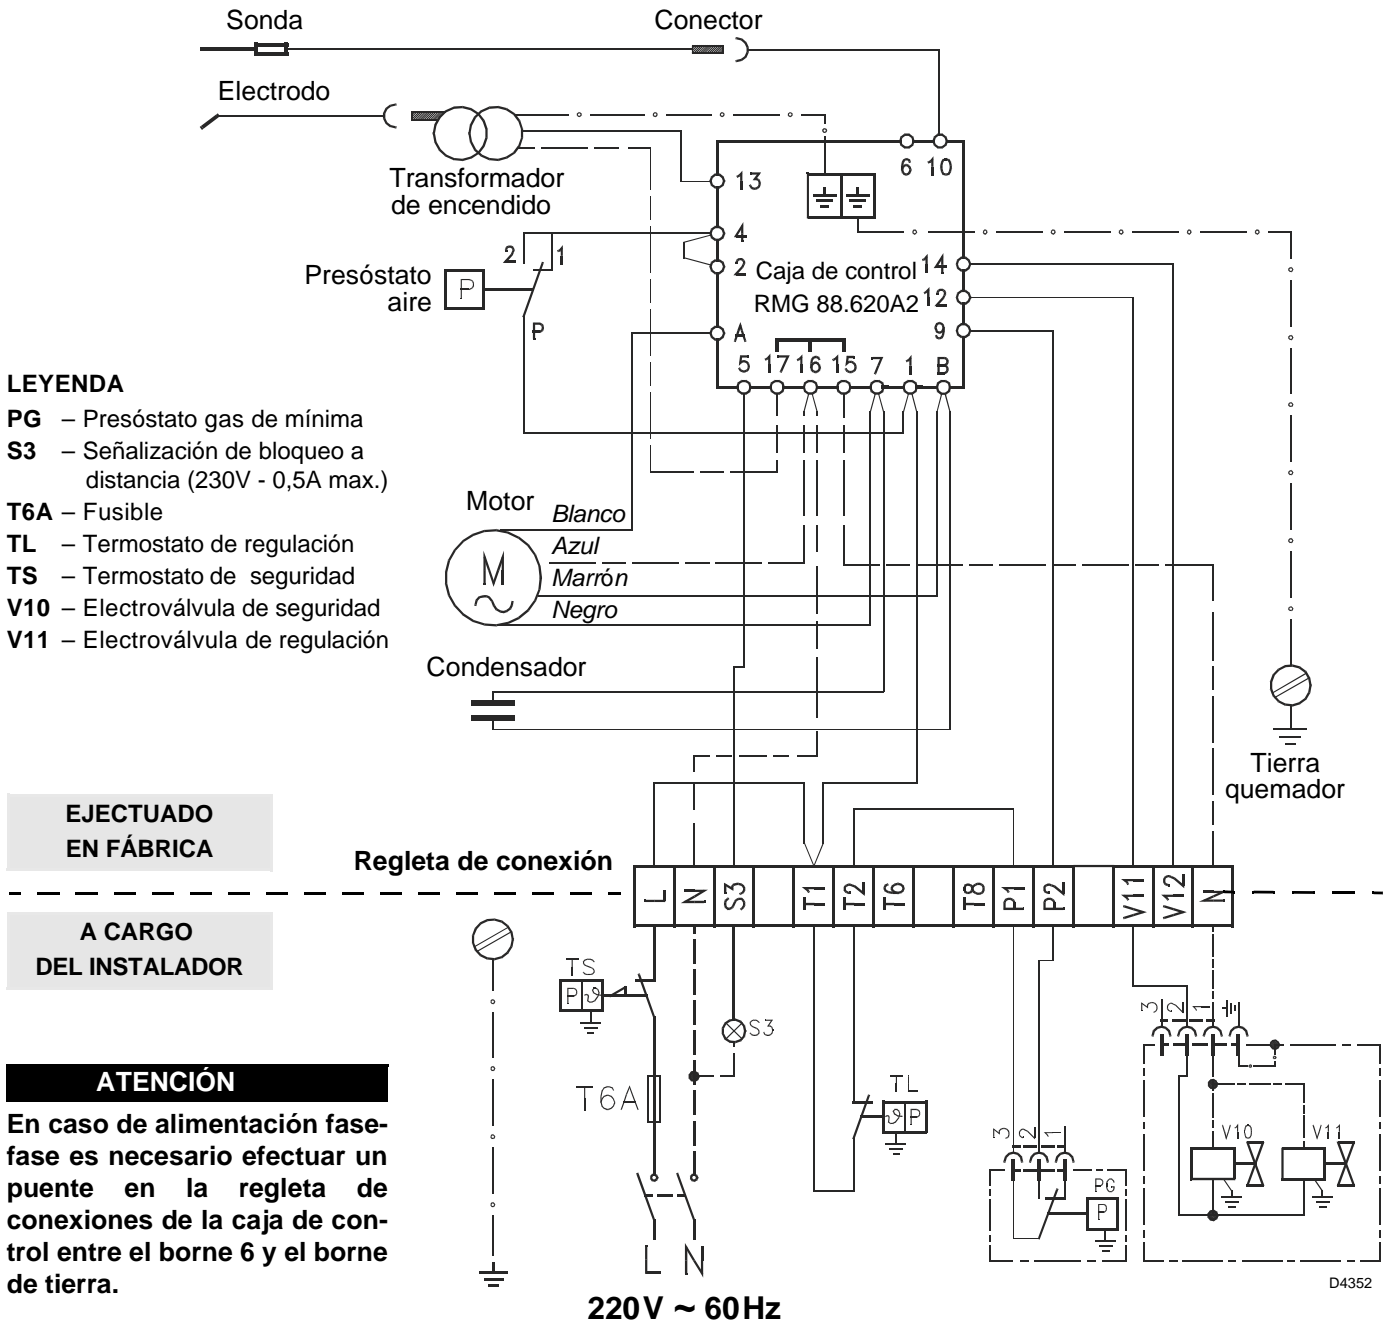 Sonda
Conector
Electrodo
Transformador
de encendido
6 10
13
4
2
2 1
Presóstato
aire
P
P
Caja de control
RMG 88.620A2
14
12
9
A
5 17 16 15 7 1 B
LEYENDA
PG – Presóstato gas de mínima
S3 – Señalización de bloqueo a
distancia (230V - 0,5A max.)
T6A – Fusible
TL – Termostato de regulación
TS – Termostato de seguridad
V10 – Electroválvula de seguridad
V11 – Electroválvula de regulación
Motor
M
Blanco
Azul
Marrón
Negro
Condensador
Tierra
quemador
EJECTUADO
EN FÁBRICA
Regleta de conexión
L N S3 T1 T2 T6 T8 P1 P2 V11 V12 N
A CARGO
DEL INSTALADOR
TS
P ϑ
S3
T6A
TL
ϑ P
3 2 1
PG
P
3 2 1
V10 V11
L N
220V ~ 60Hz
ATENCIÓN
En caso de alimentación fase-
fase es necesario efectuar un
puente en la regleta de
conexiones de la caja de con-
trol entre el borne 6 y el borne
de tierra.
D4352